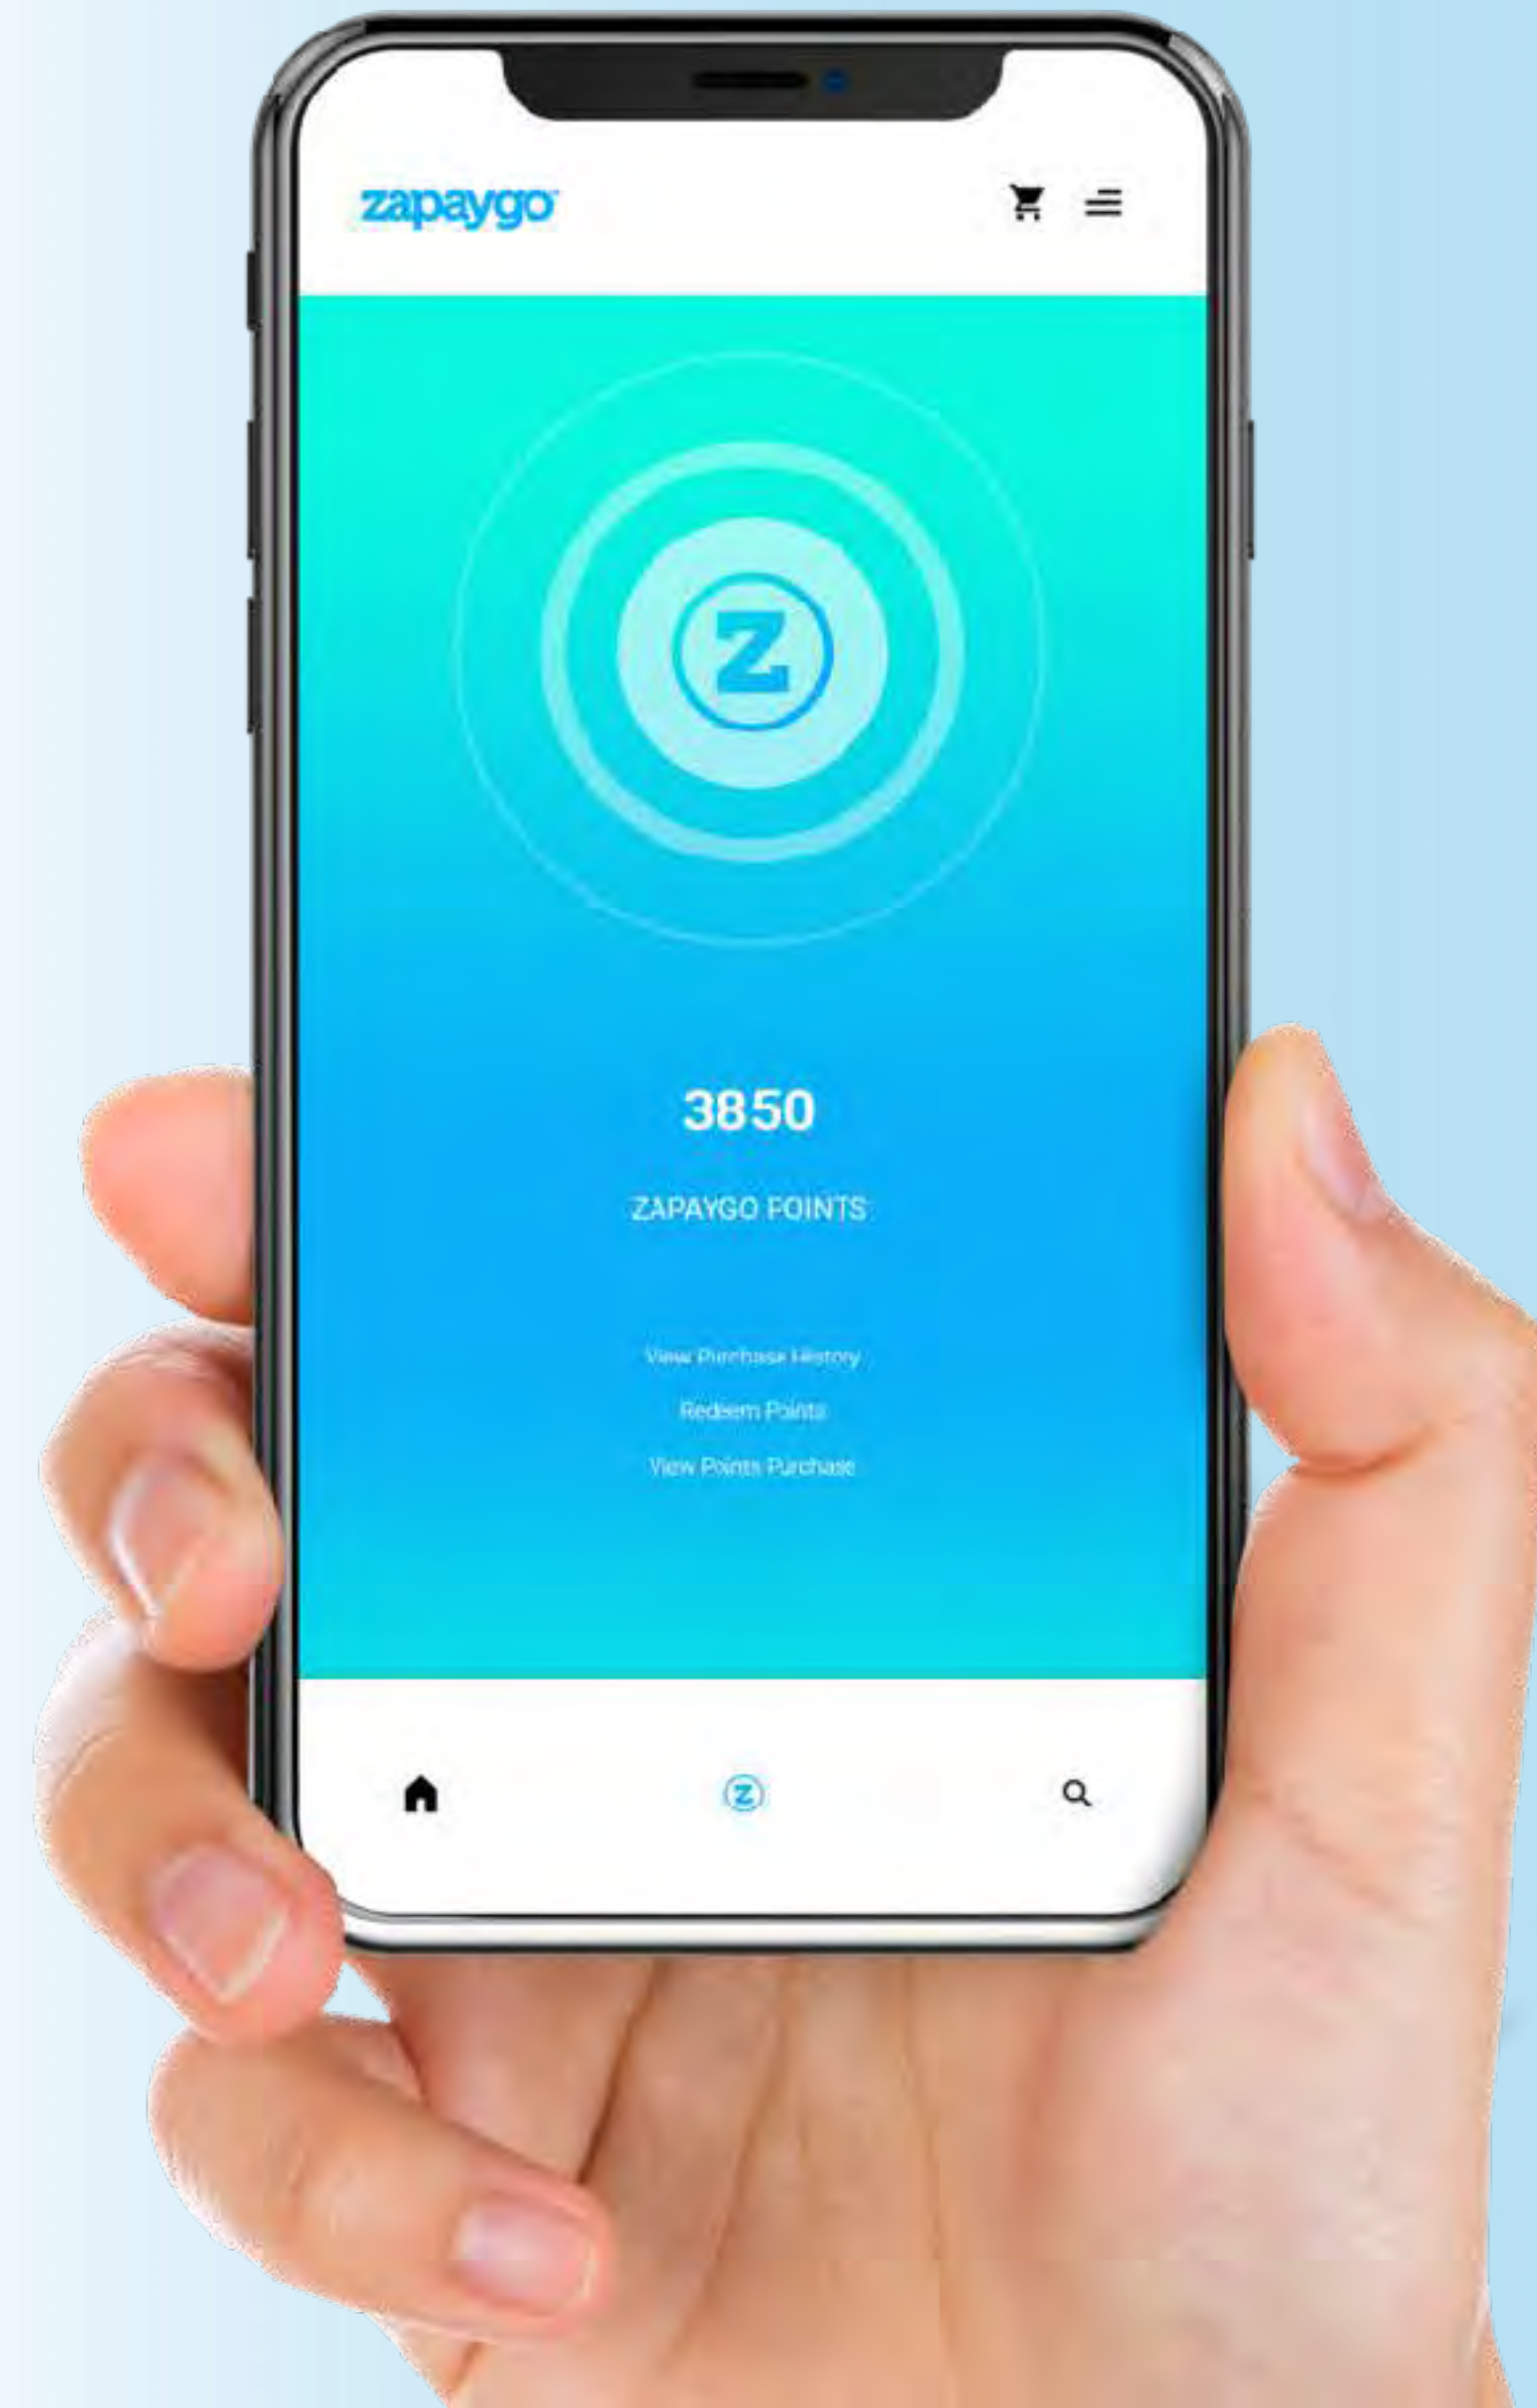 zapaygo
Z
3850
ZAPAYGO POINTS
View Purchase History
Redeem Points
View Points Purchase
Z